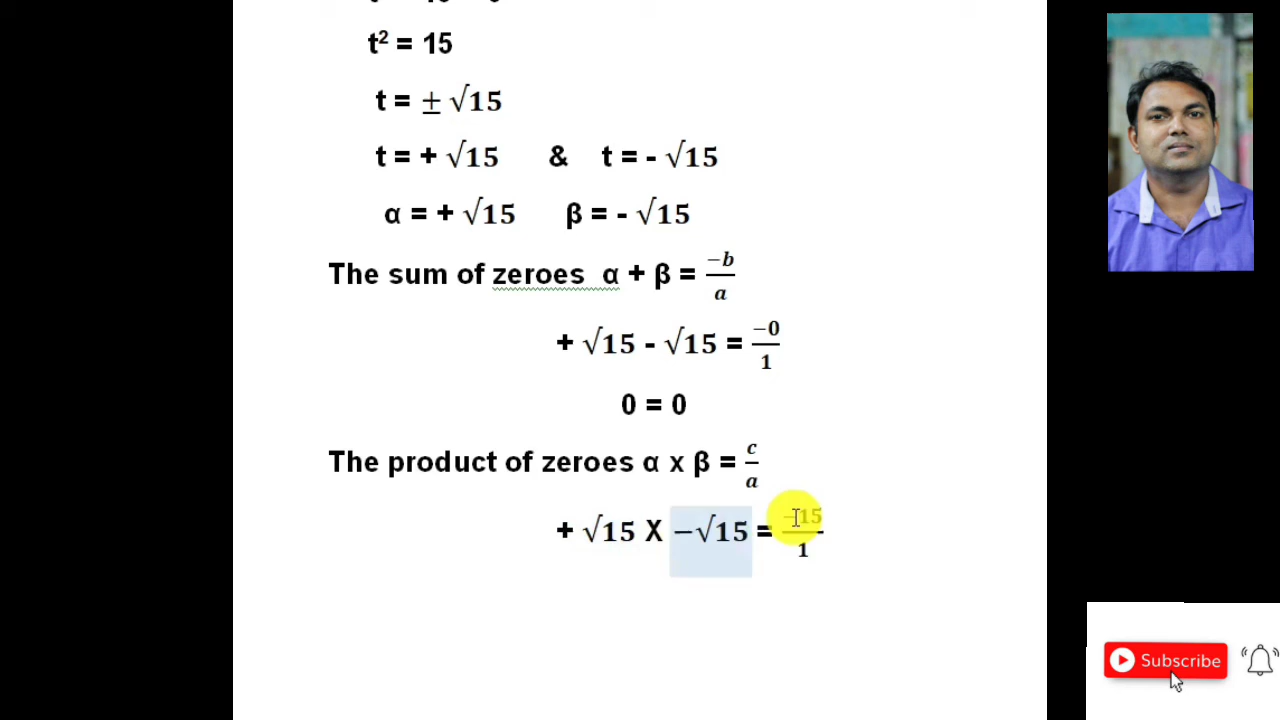 t² = 15
t = ± √15
t = + √15 & t = - √15
α = + √15 β = - √15
The sum of zeroes α + β = −b/a
+ √15 - √15 = −0/1
0 = 0
The product of zeroes α x β = c/a
+ √15 X −√15 = −15/1
Subscribe